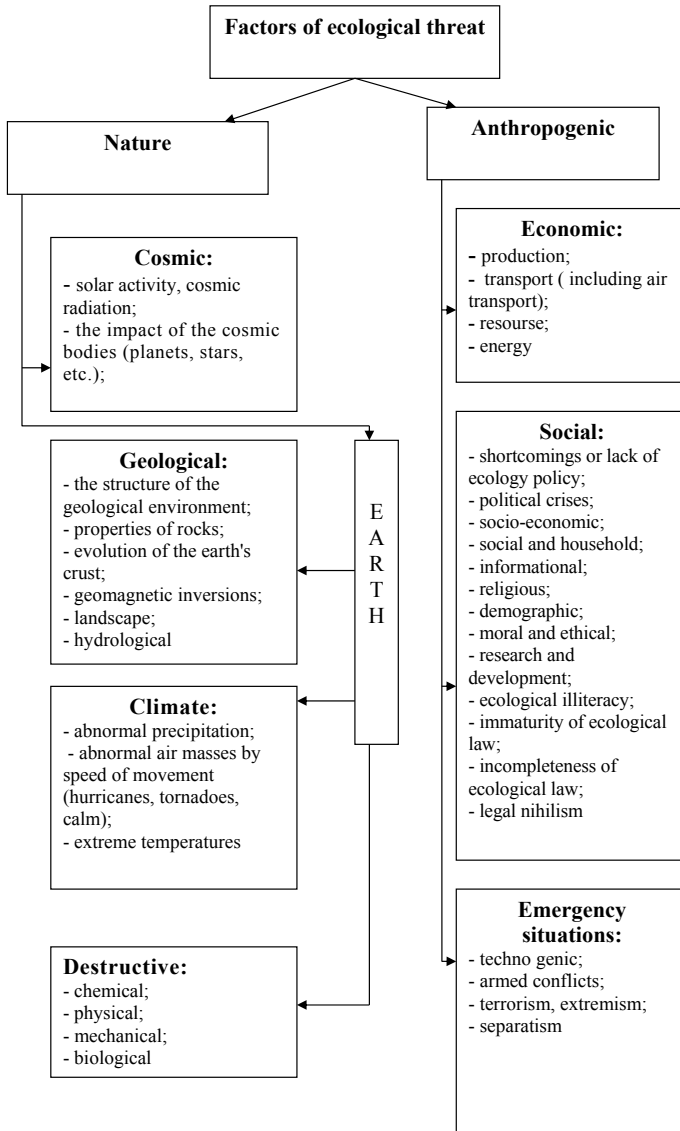 Factors of ecological threat
Nature
Anthropogenic
Cosmic:
- solar activity, cosmic
radiation;
- the impact of the cosmic
bodies (planets, stars,
etc.);
EARTH
Geological:
- the structure of the
geological environment;
- properties of rocks;
- evolution of the earth's
crust;
- geomagnetic inversions;
- landscape;
- hydrological
Climate:
- abnormal precipitation;
- abnormal air masses by
speed of movement
(hurricanes, tornadoes,
calm);
- extreme temperatures
Destructive:
- chemical;
- physical;
- mechanical;
- biological
Economic:
- production;
- transport ( including air
transport);
- resourse;
- energy
Social:
- shortcomings or lack of
ecology policy;
- political crises;
- socio-economic;
- social and household;
- informational;
- religious;
- demographic;
- moral and ethical;
- research and
development;
- ecological illiteracy;
- immaturity of ecological
law;
- incompleteness of
ecological law;
- legal nihilism
Emergency
situations:
- techno genic;
- armed conflicts;
- terrorism, extremism;
- separatism